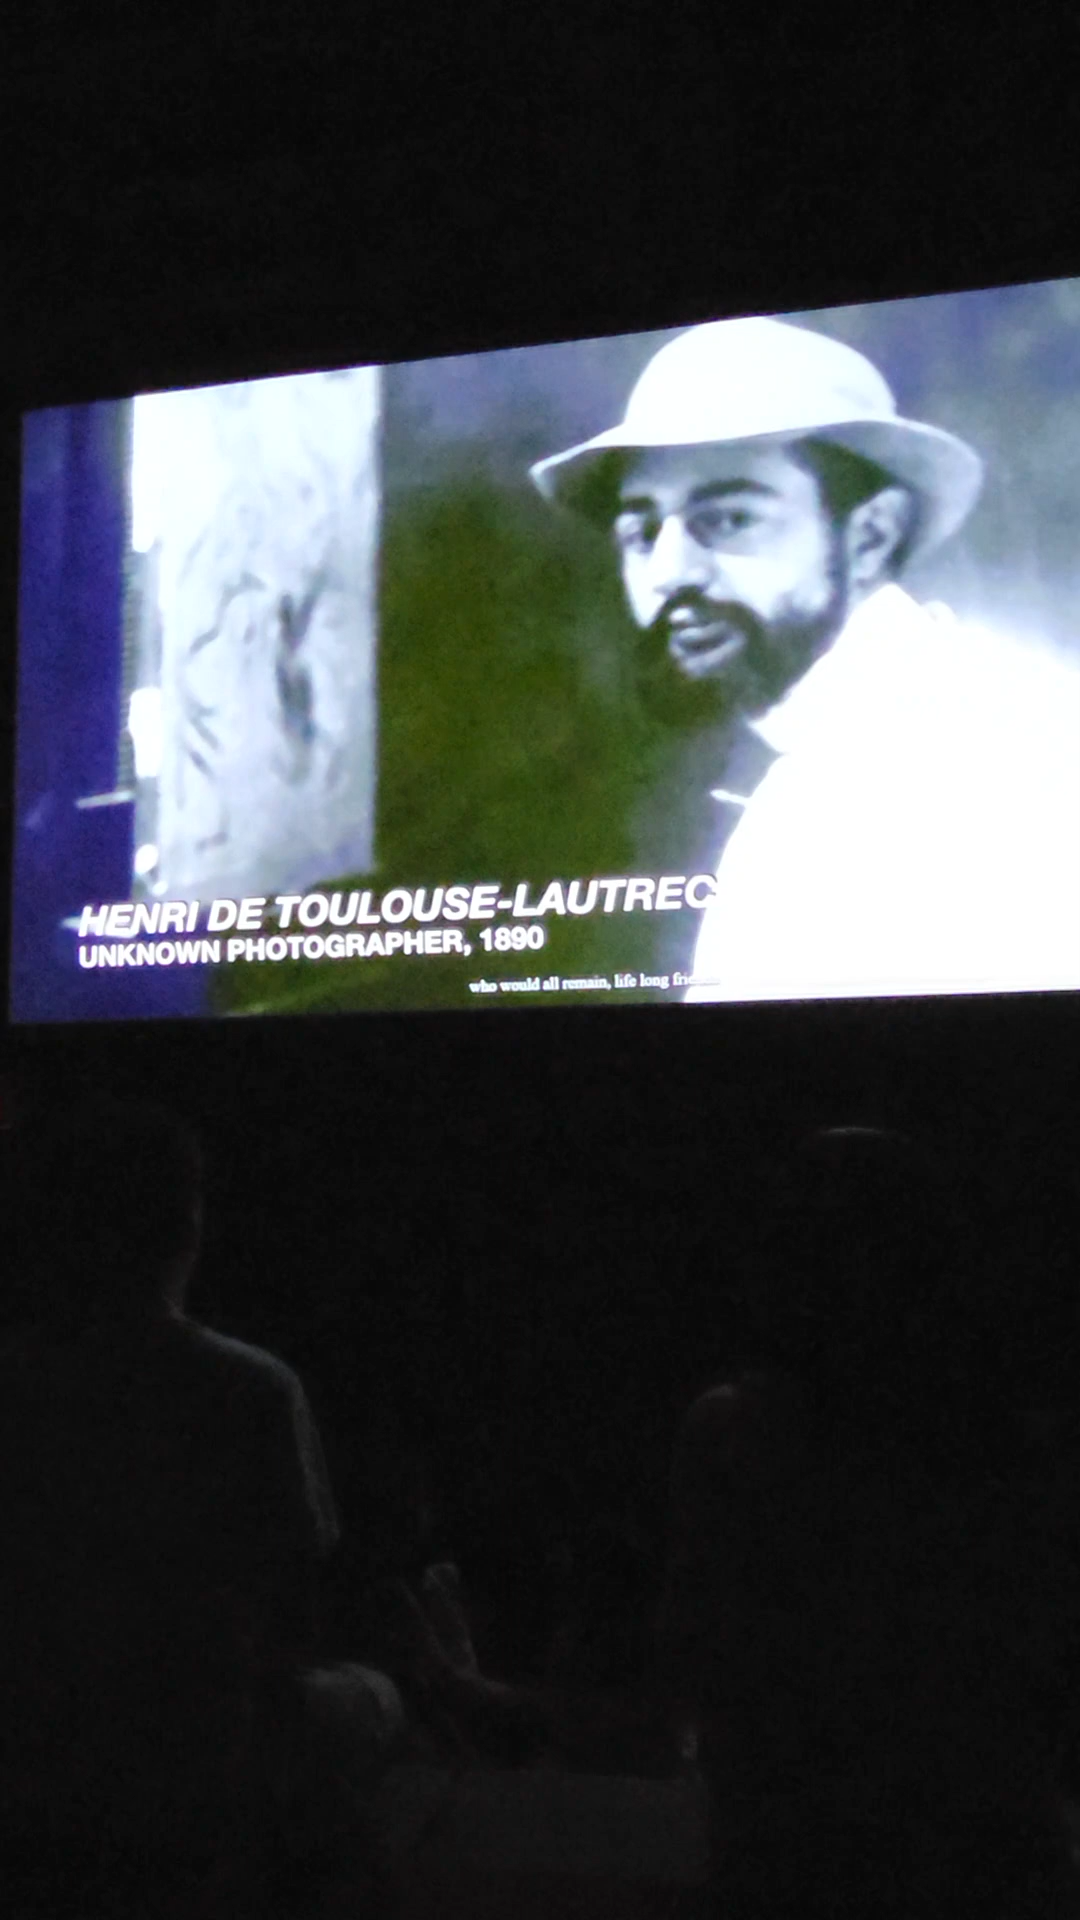 HENRI DE TOULOUSE-LAUTREC
UNKNOWN PHOTOGRAPHER, 1890
who would all remain, life long